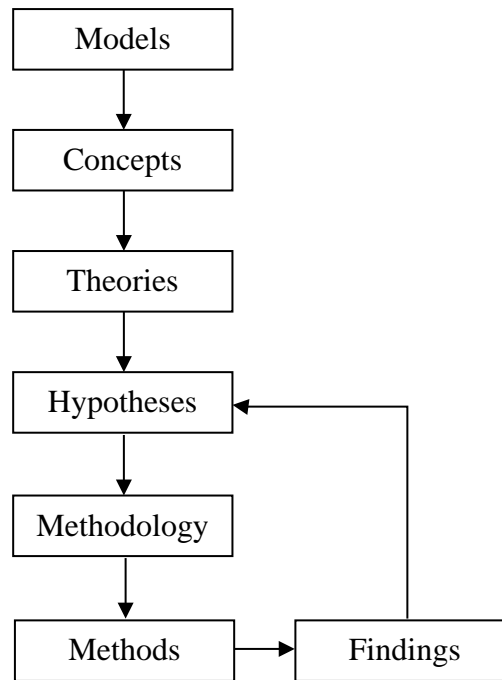 Models
Concepts
Theories
Hypotheses
Methodology
Methods
Findings